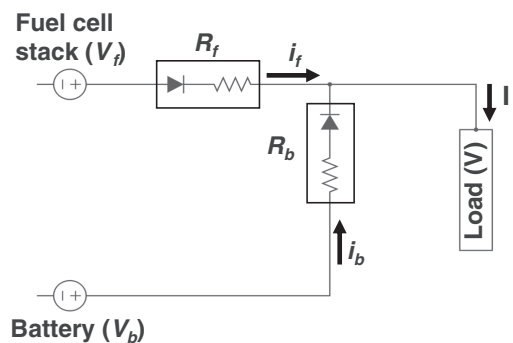 Fuel cell
stack (V_f)
R_f
i_f
I
R_b
Load (V)
i_b
Battery (V_b)